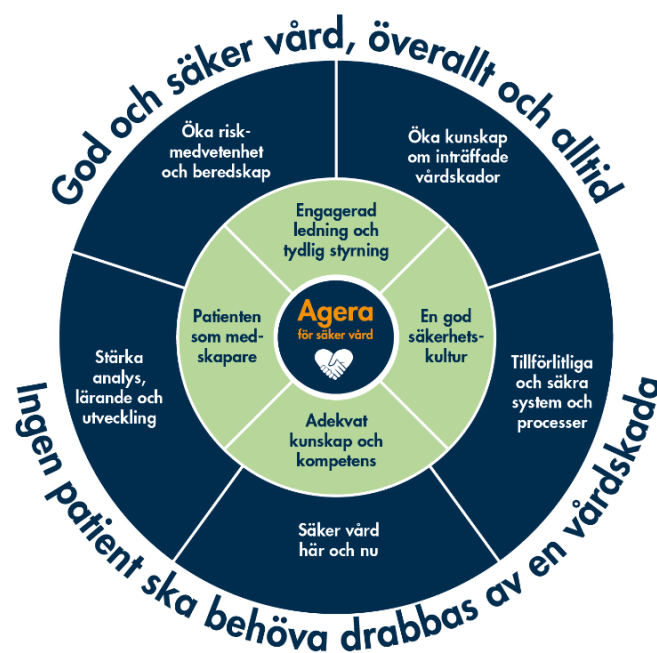 God och säker vård, överallt och alltid
Öka risk-
medvetenhet
och beredskap
Öka kunskap
om inträffade
vårdskador
Engagerad
ledning och
tydlig styrning
Patienten
som med-
skapare
Agera
för säker vård
En god
säkerhets-
kultur
Stärka
analys,
lärande och
utveckling
Tillförlitliga
och säkra
system och
processer
Adekvat
kunskap och
kompetens
Säker vård
här och nu
Ingen patient ska behöva drabbas av en vårdskada